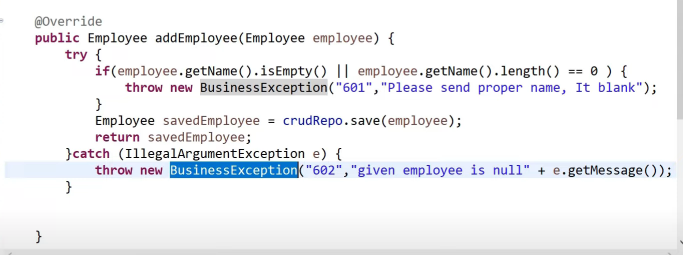 @Override
public Employee addEmployee(Employee employee) {
try {
if(employee.getName().isEmpty() || employee.getName().length() == 0 ) {
throw new BusinessException("601","Please send proper name, It blank");
}
Employee savedEmployee = crudRepo.save(employee);
return savedEmployee;
}catch (IllegalArgumentException e) {
throw new BusinessException("602","given employee is null" + e.getMessage());
}
}